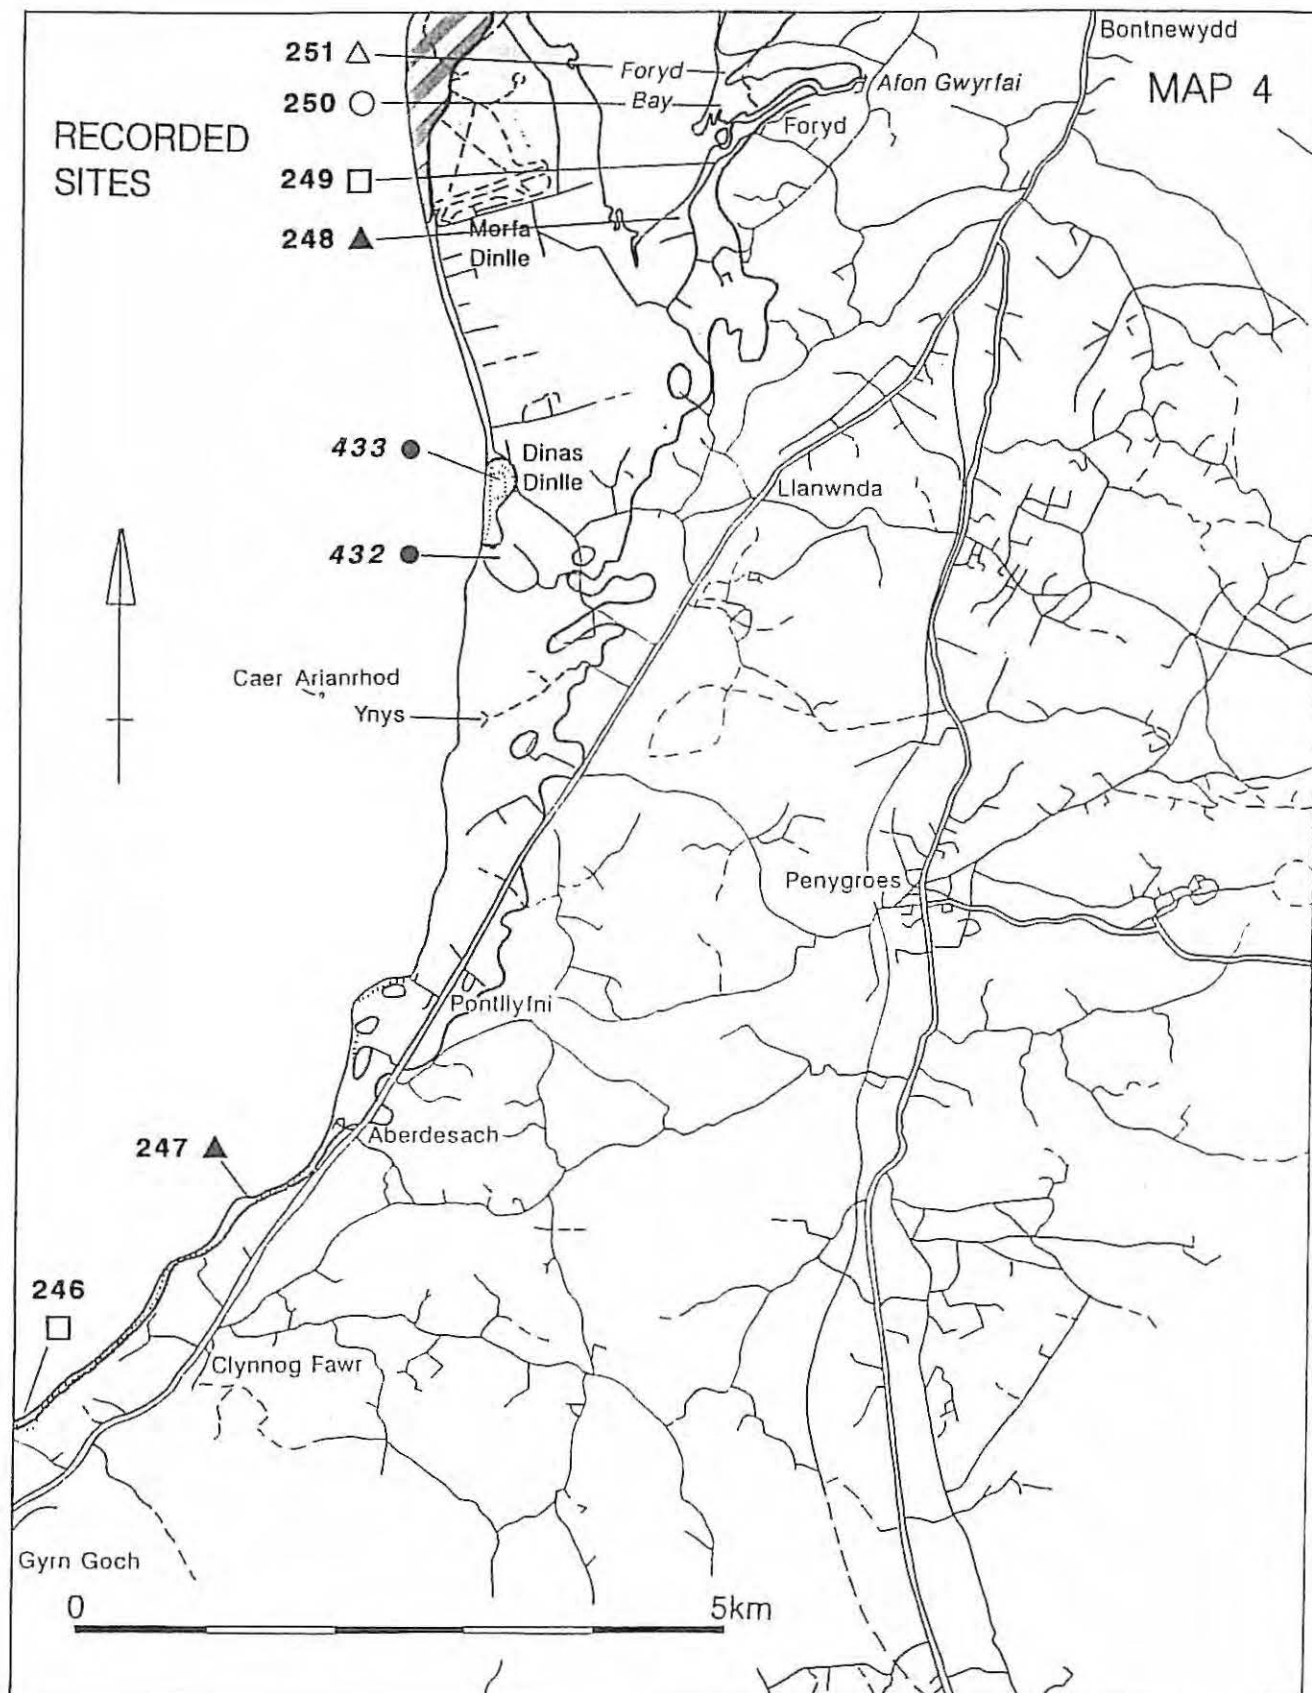 Bontnewydd
MAP 4
RECORDED
SITES
251
250
249
248
Foryd
Bay
Afon Gwyrfai
Foryd
Morfa
Dinlle
433
Dinas
Dinlle
432
Llanwnda
Caer Arianrhod
Ynys
Penygroes
Pontllyfni
Aberdesach
247
246
Clynnog Fawr
Gyrn Goch
0
5km